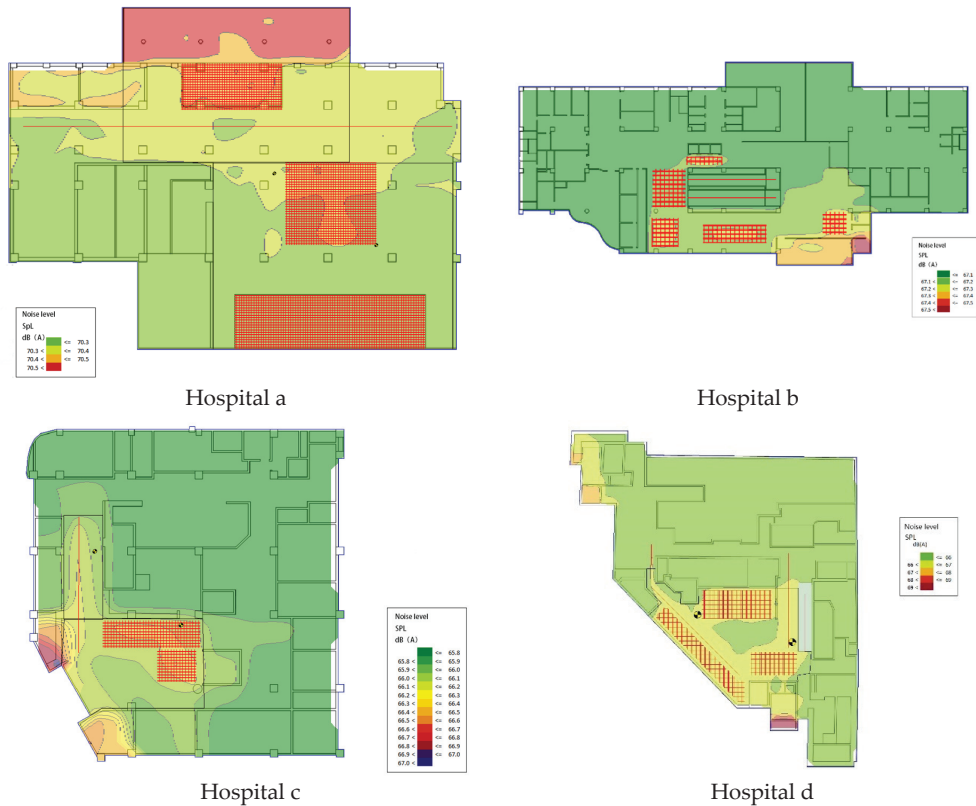 Noise level
SpL
dB (A)
<= 70.3
70.3 < <= 70.4
70.4 < <= 70.5
70.5 <
Hospital a
Noise level
SPL
dB (A)
<= 67.1
67.1 < <= 67.2
67.2 < <= 67.3
67.3 < <= 67.4
67.4 < <= 67.5
67.5 <
Hospital b
Noise level
SPL
dB (A)
<= 65.8
65.8 < <= 65.9
65.9 < <= 66.0
66.0 < <= 66.1
66.1 < <= 66.2
66.2 < <= 66.3
66.3 < <= 66.4
66.4 < <= 66.5
66.5 < <= 66.6
66.6 < <= 66.7
66.7 < <= 66.8
66.8 < <= 66.9
66.9 < <= 67.0
67.0 <
Hospital c
Noise level
SPL
dB(A)
<= 66
66 < <= 67
67 < <= 68
68 < <= 69
69 <
Hospital d